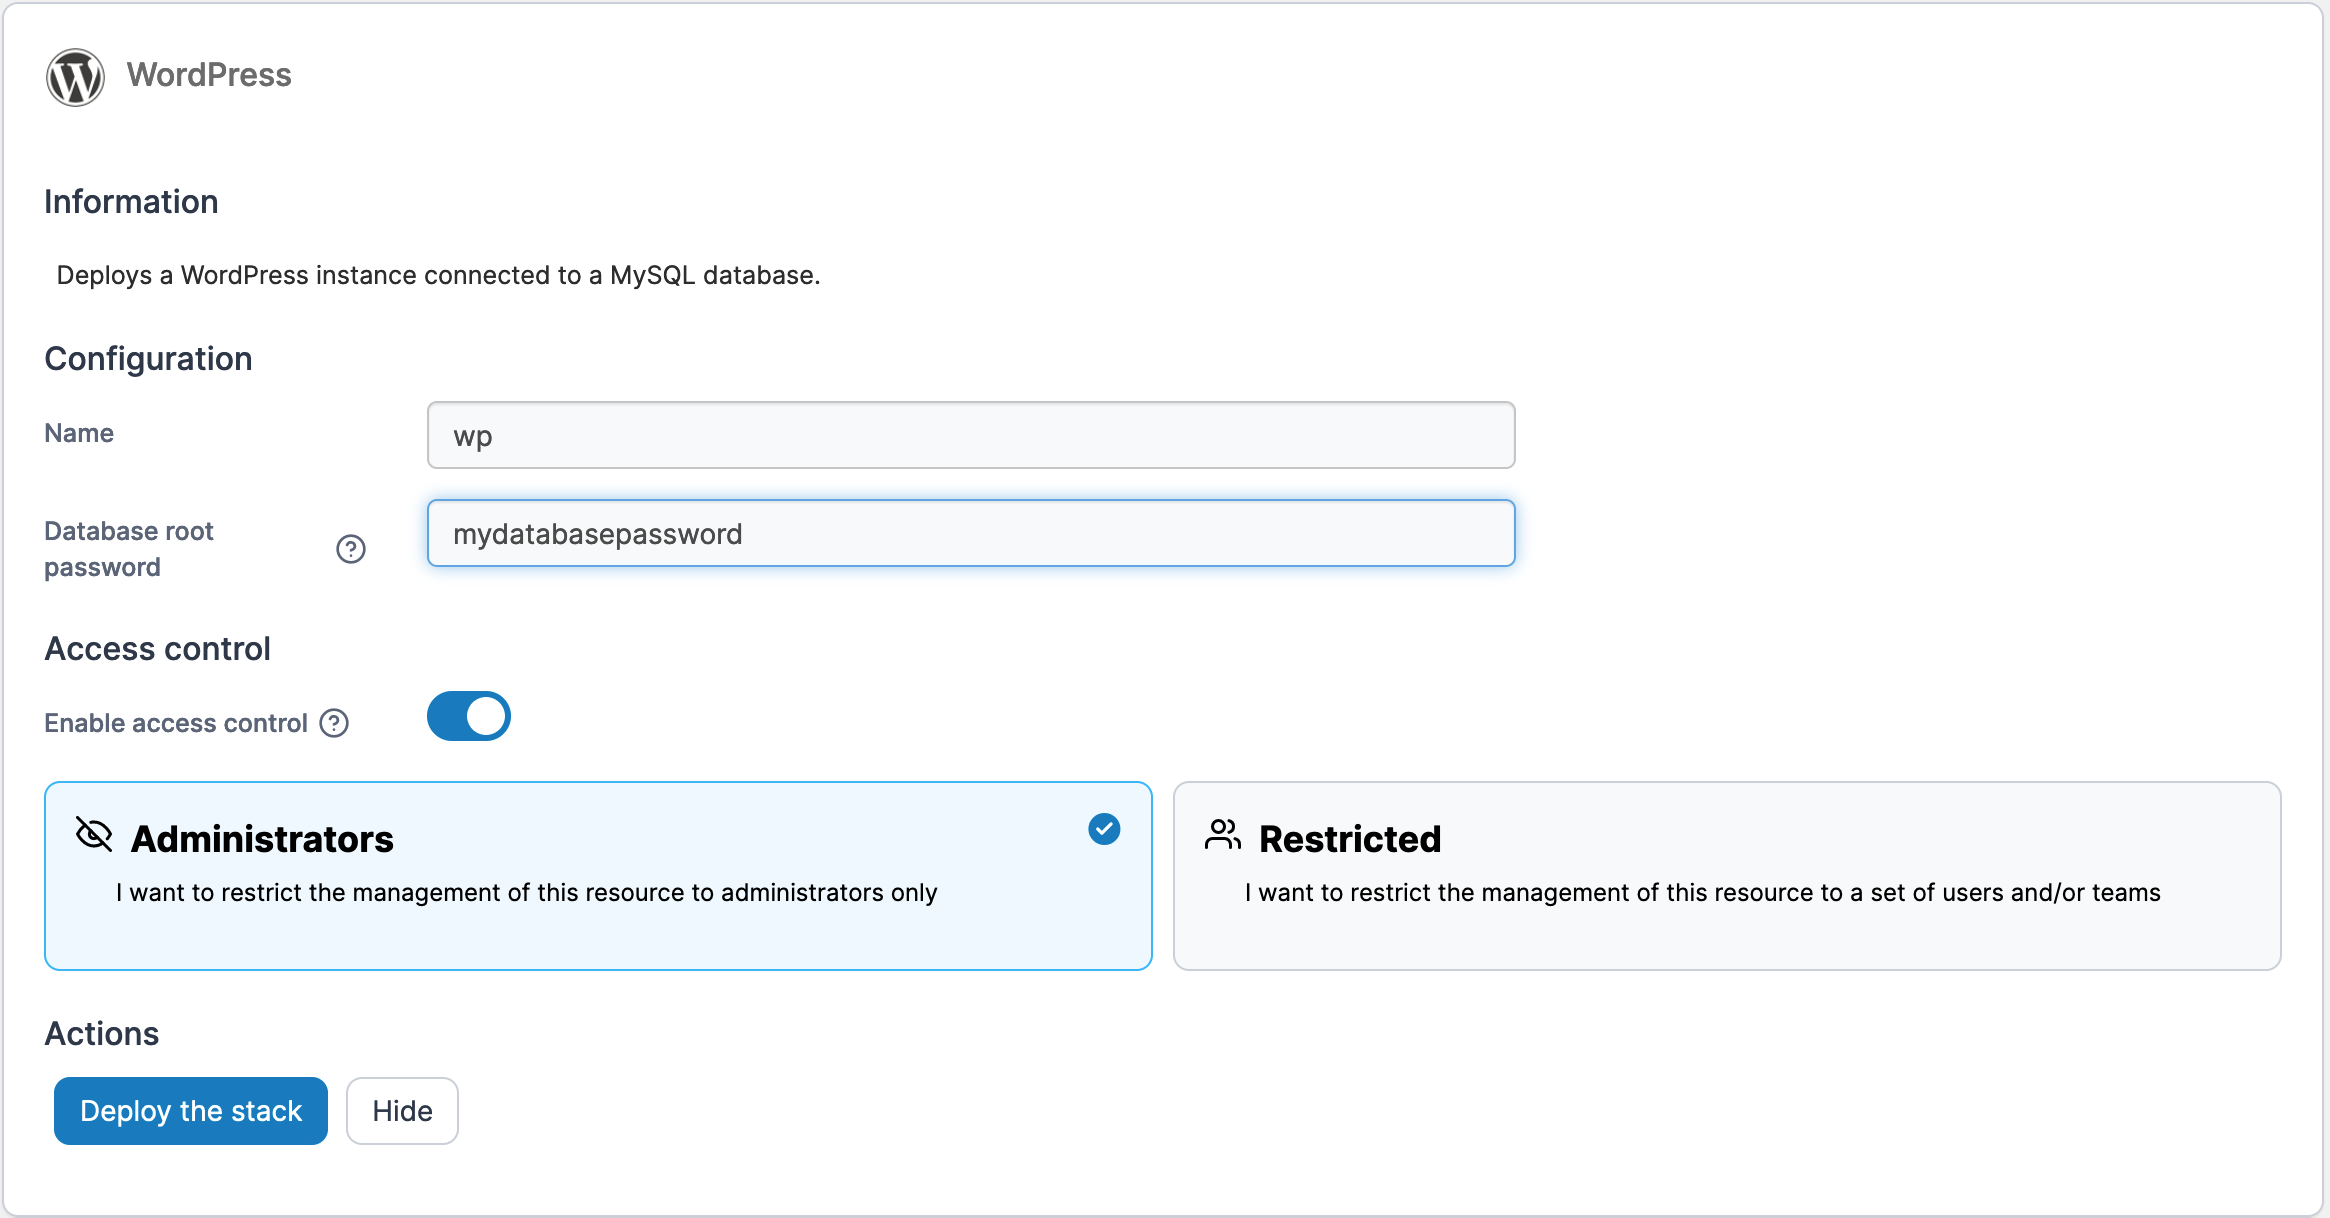 WordPress
Information
Deploys a WordPress instance connected to a MySQL database.
Configuration
Name
wp
Database root
password
mydatabasepassword
Access control
Enable access control
Administrators
I want to restrict the management of this resource to administrators only
Restricted
I want to restrict the management of this resource to a set of users and/or teams
Actions
Deploy the stack
Hide